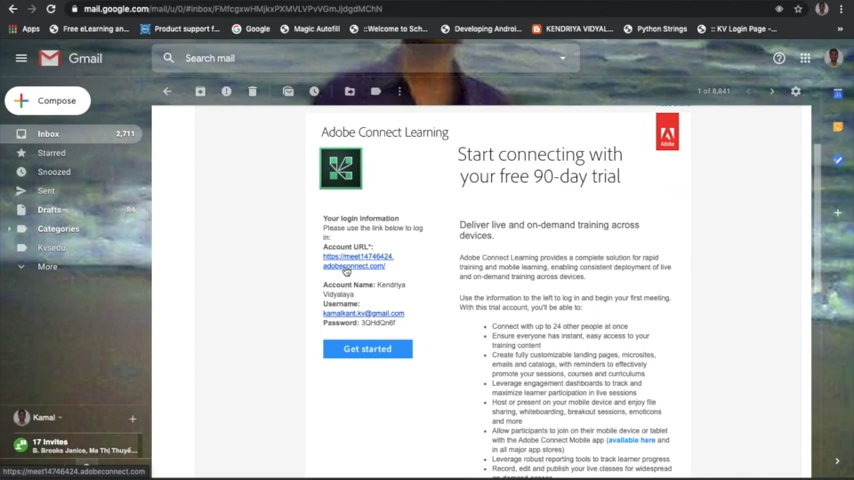 mail.google.com/mail/u/0/#inbox/FMfcgxwHMjkxPXMVLVPvVGmJjdgdMChN
Apps
Free eLearning an...
Product support f...
Google
Magic Autofill
::Welcome to Sch...
Developing Androi...
KENDRIYA VIDYAL...
Python Strings
:: KV Login Page -...
»
Gmail
Search mail
Compose
1 of 8,841
Inbox 2,711
Starred
Snoozed
Sent
Drafts 84
Categories
Kvsedu
More
Kamal
17 Invites
B. Brooks Janice, Ma Thị Thuyế...
https://meet14746424.adobeconnect.com
Adobe Connect Learning
Adobe
Start connecting with
your free 90-day trial
Your login information
Please use the link below to log
in:
Account URL*:
https://meet14746424.
adobeconnect.com/
Account Name: Kendriya
Vidyalaya
Username:
kamalkant.kv@gmail.com
Password: 3QHdQn6f
Get started
Deliver live and on-demand training across
devices.
Adobe Connect Learning provides a complete solution for rapid
training and mobile learning, enabling consistent deployment of live
and on-demand training across devices.
Use the information to the left to log in and begin your first meeting.
With this trial account, you'll be able to:
• Connect with up to 24 other people at once
• Ensure everyone has instant, easy access to your
training content
• Create fully customizable landing pages, microsites,
emails and catalogs, with reminders to effectively
promote your sessions, courses and curriculums
• Leverage engagement dashboards to track and
maximize learner participation in live sessions
• Host or present on your mobile device and enjoy file
sharing, whiteboarding, breakout sessions, emoticons
and more
• Allow participants to join on their mobile device or tablet
with the Adobe Connect Mobile app (available here and
in all major app stores)
• Leverage robust reporting tools to track learner progress
• Record, edit and publish your live classes for widespread